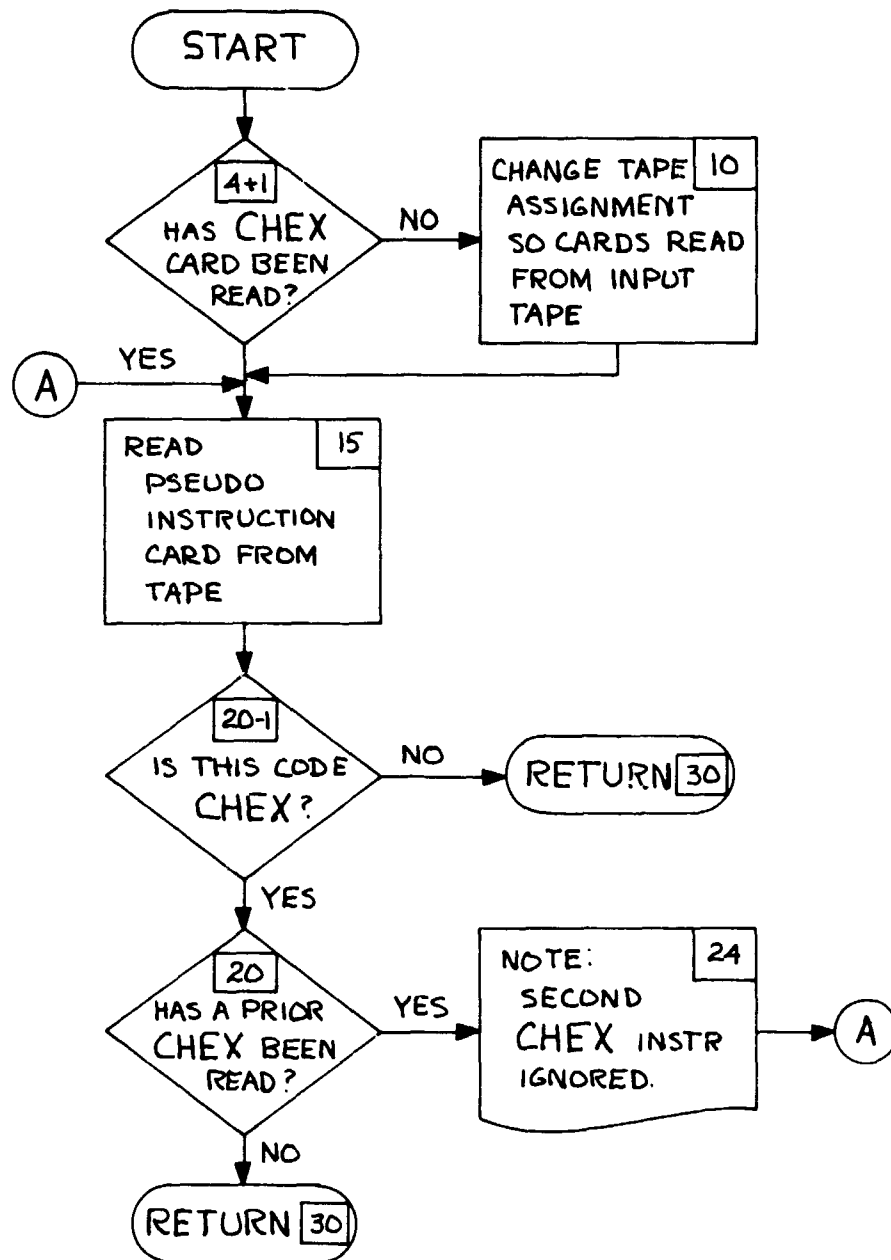 START
4+1
HAS CHEX
CARD BEEN
READ?
NO
10
CHANGE TAPE
ASSIGNMENT
SO CARDS READ
FROM INPUT
TAPE
YES
A
15
READ
PSEUDO
INSTRUCTION
CARD FROM
TAPE
20-1
IS THIS CODE
CHEX?
NO
RETURN 30
YES
20
HAS A PRIOR
CHEX BEEN
READ?
YES
24
NOTE:
SECOND
CHEX INSTR
IGNORED.
A
NO
RETURN 30